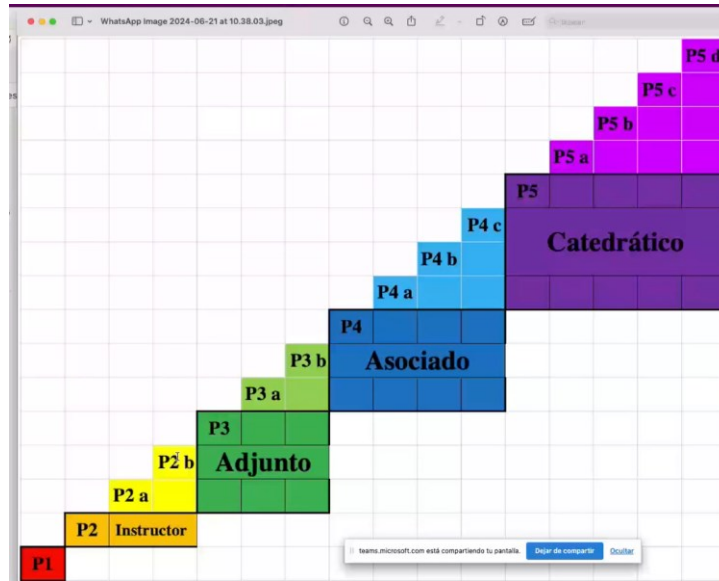 WhatsApp Image 2024-06-21 at 10.38.03.jpeg
P5 d
P5 c
P5 b
P5 a
P5
Catedrático
P4 c
P4 b
P4 a
P4
Asociado
P3 b
P3 a
P3
Adjunto
P2 b
P2 a
P2 Instructor
P1
teams.microsoft.com está compartiendo tu pantalla. Dejar de compartir Ocultar